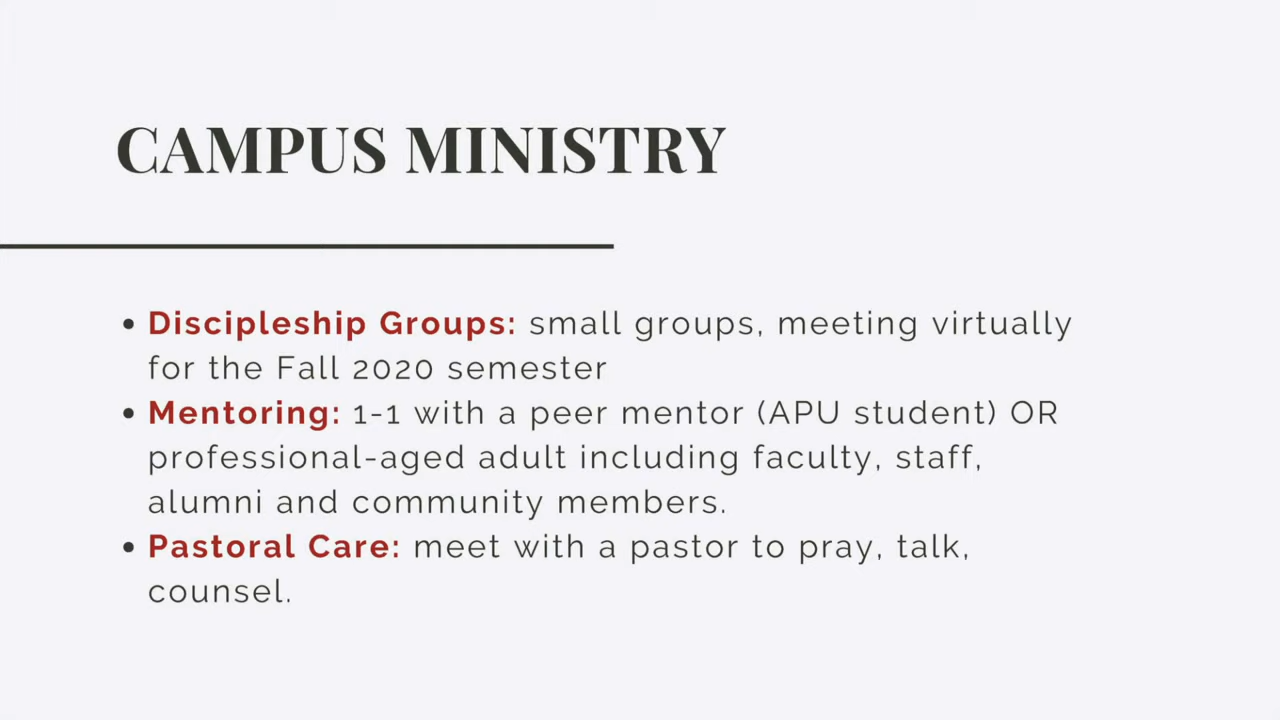 CAMPUS MINISTRY
• Discipleship Groups: small groups, meeting virtually
for the Fall 2020 semester
• Mentoring: 1-1 with a peer mentor (APU student) OR
professional-aged adult including faculty, staff,
alumni and community members.
• Pastoral Care: meet with a pastor to pray, talk,
counsel.